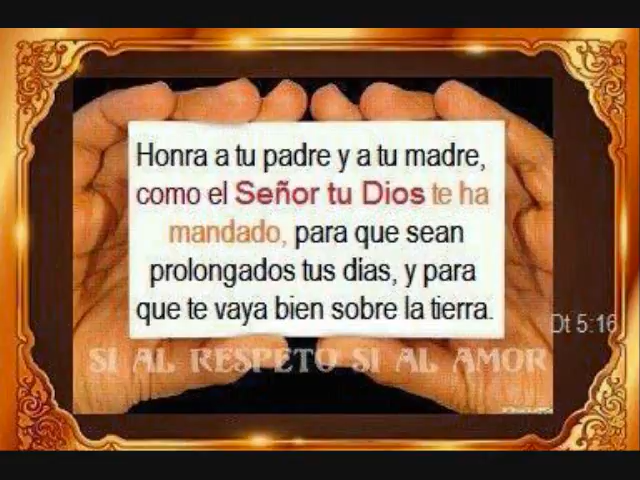 Honra a tu padre y a tu madre,
como el Señor tu Dios te ha
mandado, para que sean
prolongados tus dias, y para
que te vaya bien sobre la tierra.
Dt 5:16
SI AL RESPETO SI AL AMOR